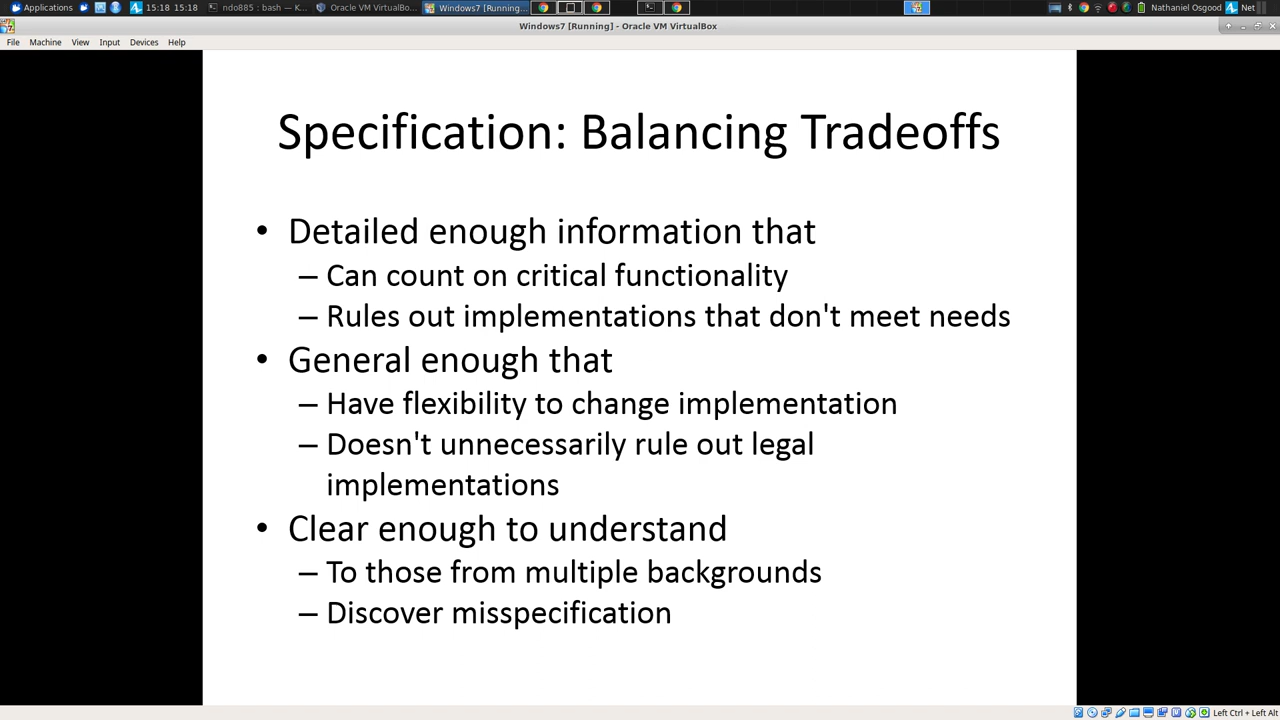 Applications 15:18 15:18 ndo885 : bash — K... Oracle VM VirtualBo... Windows7 [Running... Nathaniel Osgood Net
Windows7 [Running] - Oracle VM VirtualBox
File Machine View Input Devices Help
Specification: Balancing Tradeoffs
• Detailed enough information that
– Can count on critical functionality
– Rules out implementations that don't meet needs
• General enough that
– Have flexibility to change implementation
– Doesn't unnecessarily rule out legal
implementations
• Clear enough to understand
– To those from multiple backgrounds
– Discover misspecification
Left Ctrl + Left Alt